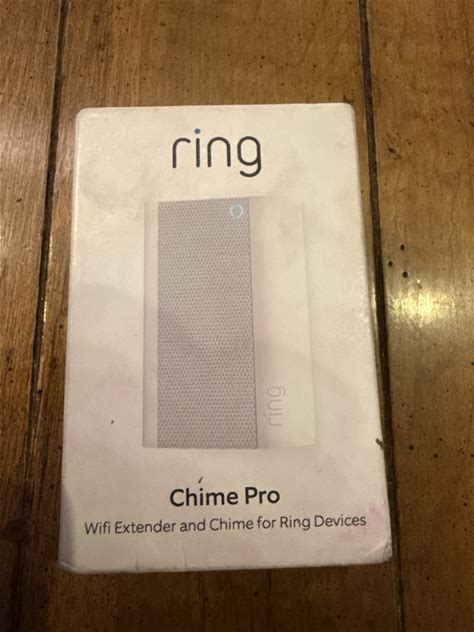 ring
ring
Chime Pro
Wifi Extender and Chime for Ring Devices